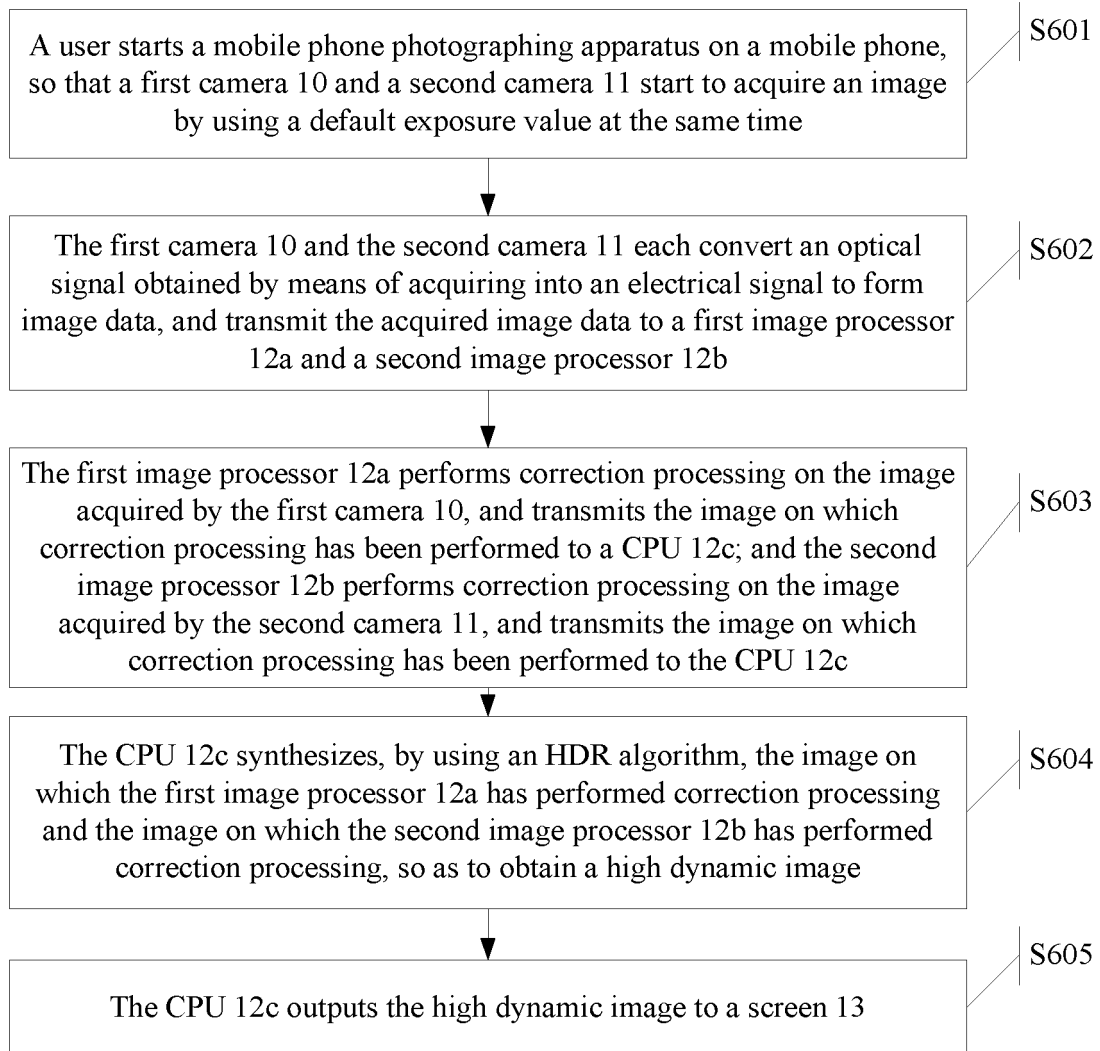 A user starts a mobile phone photographing apparatus on a mobile phone,
so that a first camera 10 and a second camera 11 start to acquire an image
by using a default exposure value at the same time
S601
The first camera 10 and the second camera 11 each convert an optical
signal obtained by means of acquiring into an electrical signal to form
image data, and transmit the acquired image data to a first image processor
12a and a second image processor 12b
S602
The first image processor 12a performs correction processing on the image
acquired by the first camera 10, and transmits the image on which
correction processing has been performed to a CPU 12c; and the second
image processor 12b performs correction processing on the image
acquired by the second camera 11, and transmits the image on which
correction processing has been performed to the CPU 12c
S603
The CPU 12c synthesizes, by using an HDR algorithm, the image on
which the first image processor 12a has performed correction processing
and the image on which the second image processor 12b has performed
correction processing, so as to obtain a high dynamic image
S604
The CPU 12c outputs the high dynamic image to a screen 13
S605